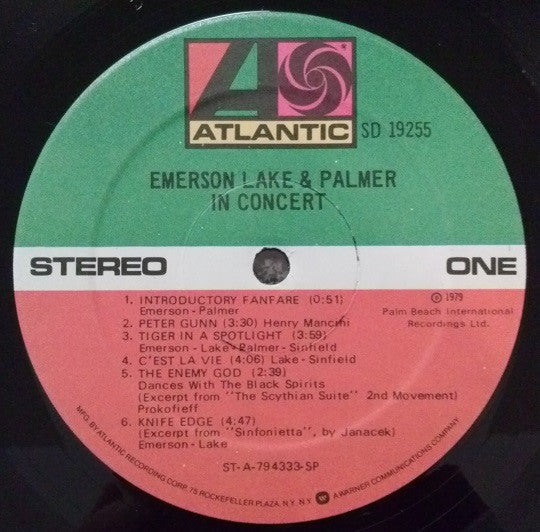 ATLANTIC
SD 19255
EMERSON LAKE & PALMER
IN CONCERT
STEREO
ONE
℗ 1979
Palm Beach International
Recordings Ltd.
1. INTRODUCTORY FANFARE (0:51)
Emerson-Palmer
2. PETER GUNN (3:30) Henry Mancini
3. TIGER IN A SPOTLIGHT (3:59)
Emerson-Lake-Palmer-Sinfield
4. C'EST LA VIE (4:06) Lake-Sinfield
5. THE ENEMY GOD (2:39)
Dances With The Black Spirits
(Excerpt from "The Scythian Suite" 2nd Movement)
Prokofieff
6. KNIFE EDGE (4:47)
(Excerpt from "Sinfonietta", by Janacek)
Emerson-Lake
ST-A-794333-SP
MFG. BY ATLANTIC RECORDING CORP., 75 ROCKEFELLER PLAZA, N.Y. N.Y. A WARNER COMMUNICATIONS COMPANY